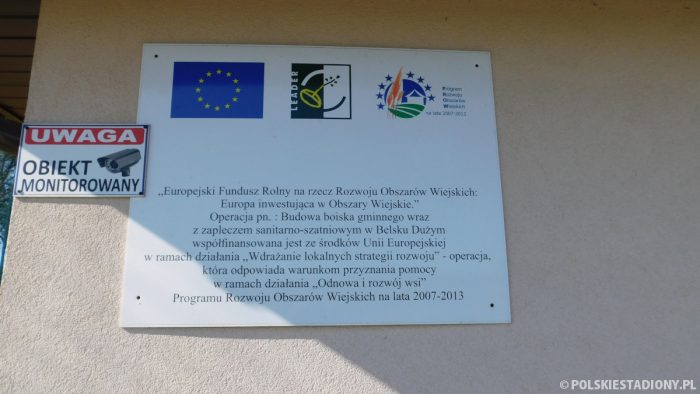 LEADER
Program
Rozwoju
Obszarów
Wiejskich
na lata 2007-2013
UWAGA
OBIEKT
MONITOROWANY
„Europejski Fundusz Rolny na rzecz Rozwoju Obszarów Wiejskich:
Europa inwestująca w Obszary Wiejskie.”
Operacja pn. : Budowa boiska gminnego wraz
z zapleczem sanitarno-szatniowym w Belsku Dużym
współfinansowana jest ze środków Unii Europejskiej
w ramach działania „Wdrażanie lokalnych strategii rozwoju” - operacja,
która odpowiada warunkom przyznania pomocy
w ramach działania „Odnowa i rozwój wsi”
Programu Rozwoju Obszarów Wiejskich na lata 2007-2013
© POLSKIESTADIONY.PL